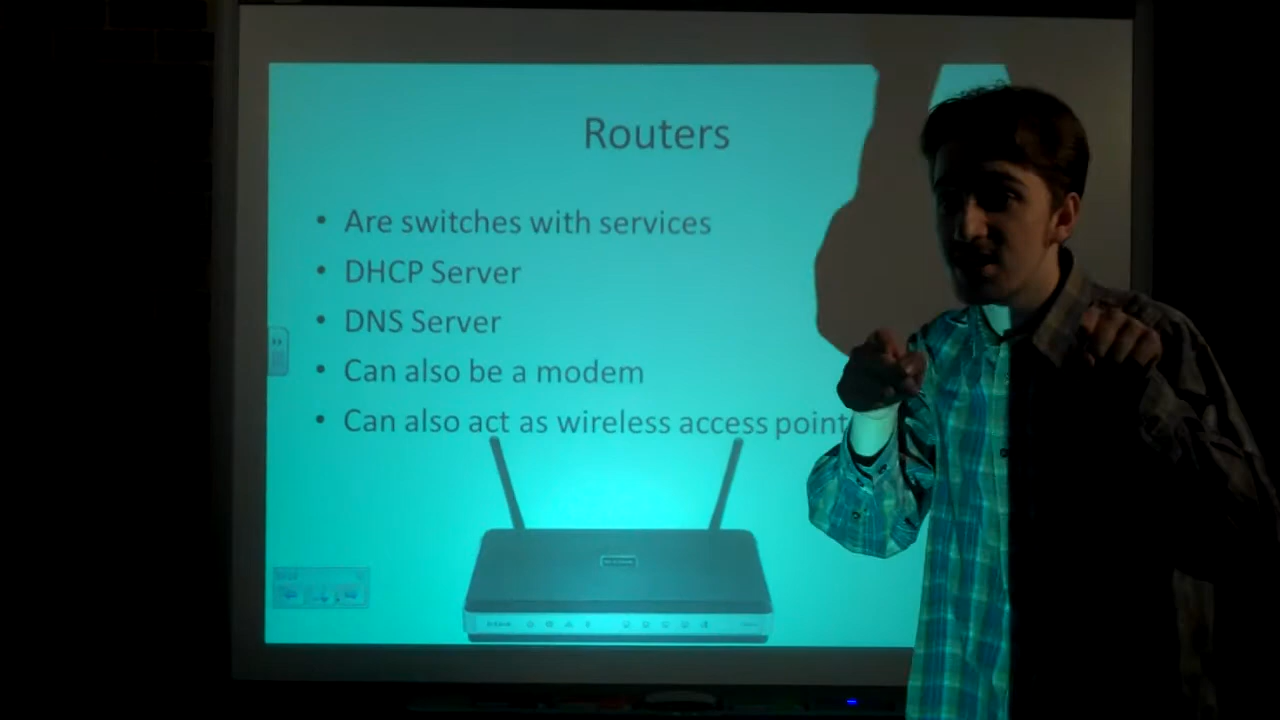 Routers
• Are switches with services
• DHCP Server
• DNS Server
• Can also be a modem
• Can also act as wireless access point
D-Link